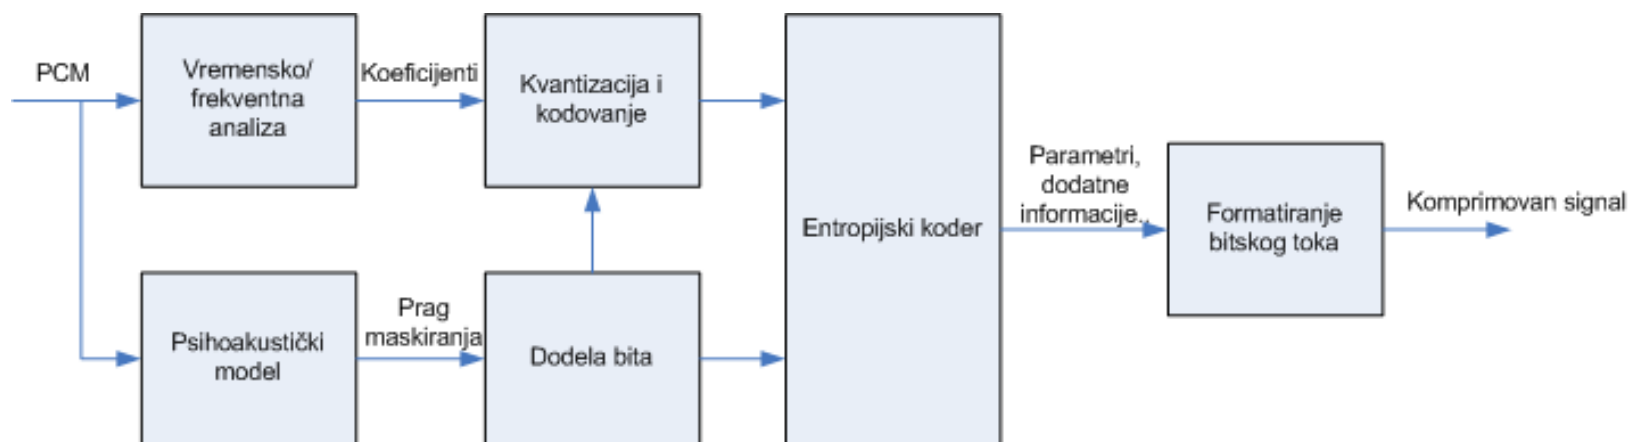 PCM
Vremensko/
frekventna
analiza
Koeficijenti
Kvantizacija i
kodovanje
Psihoakustički
model
Prag
maskiranja
Dodela bita
Entropijski koder
Parametri,
dodatne
informacije..
Formatiranje
bitskog toka
Komprimovan signal